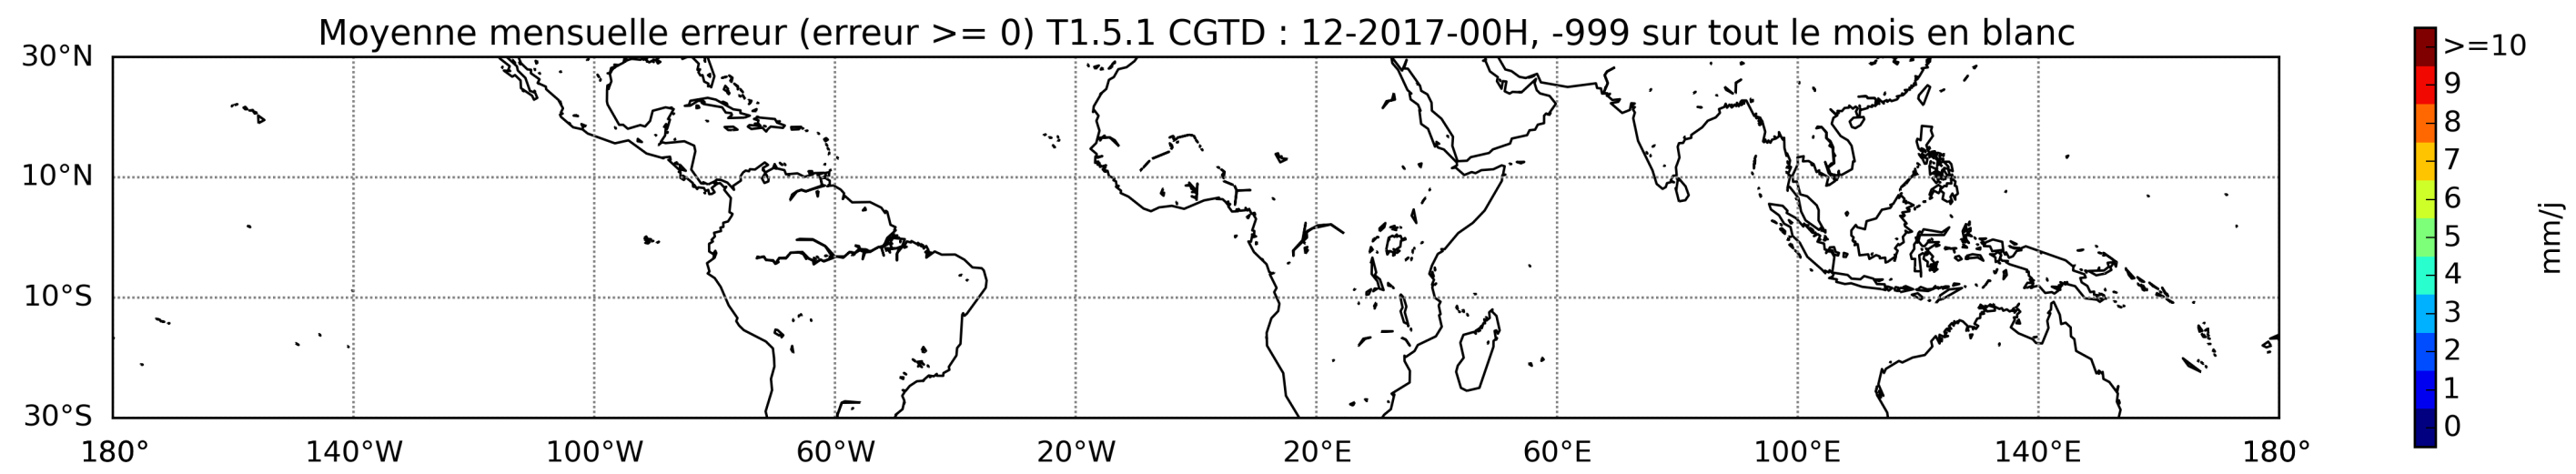 Moyenne mensuelle erreur (erreur >= 0) T1.5.1 CGTD : 12-2017-00H, -999 sur tout le mois en blanc
30°N
10°N
10°S
30°S
180° 140°W 100°W 60°W 20°W 20°E 60°E 100°E 140°E 180°
>=10
9
8
7
6
5
4
3
2
1
0
mm/j